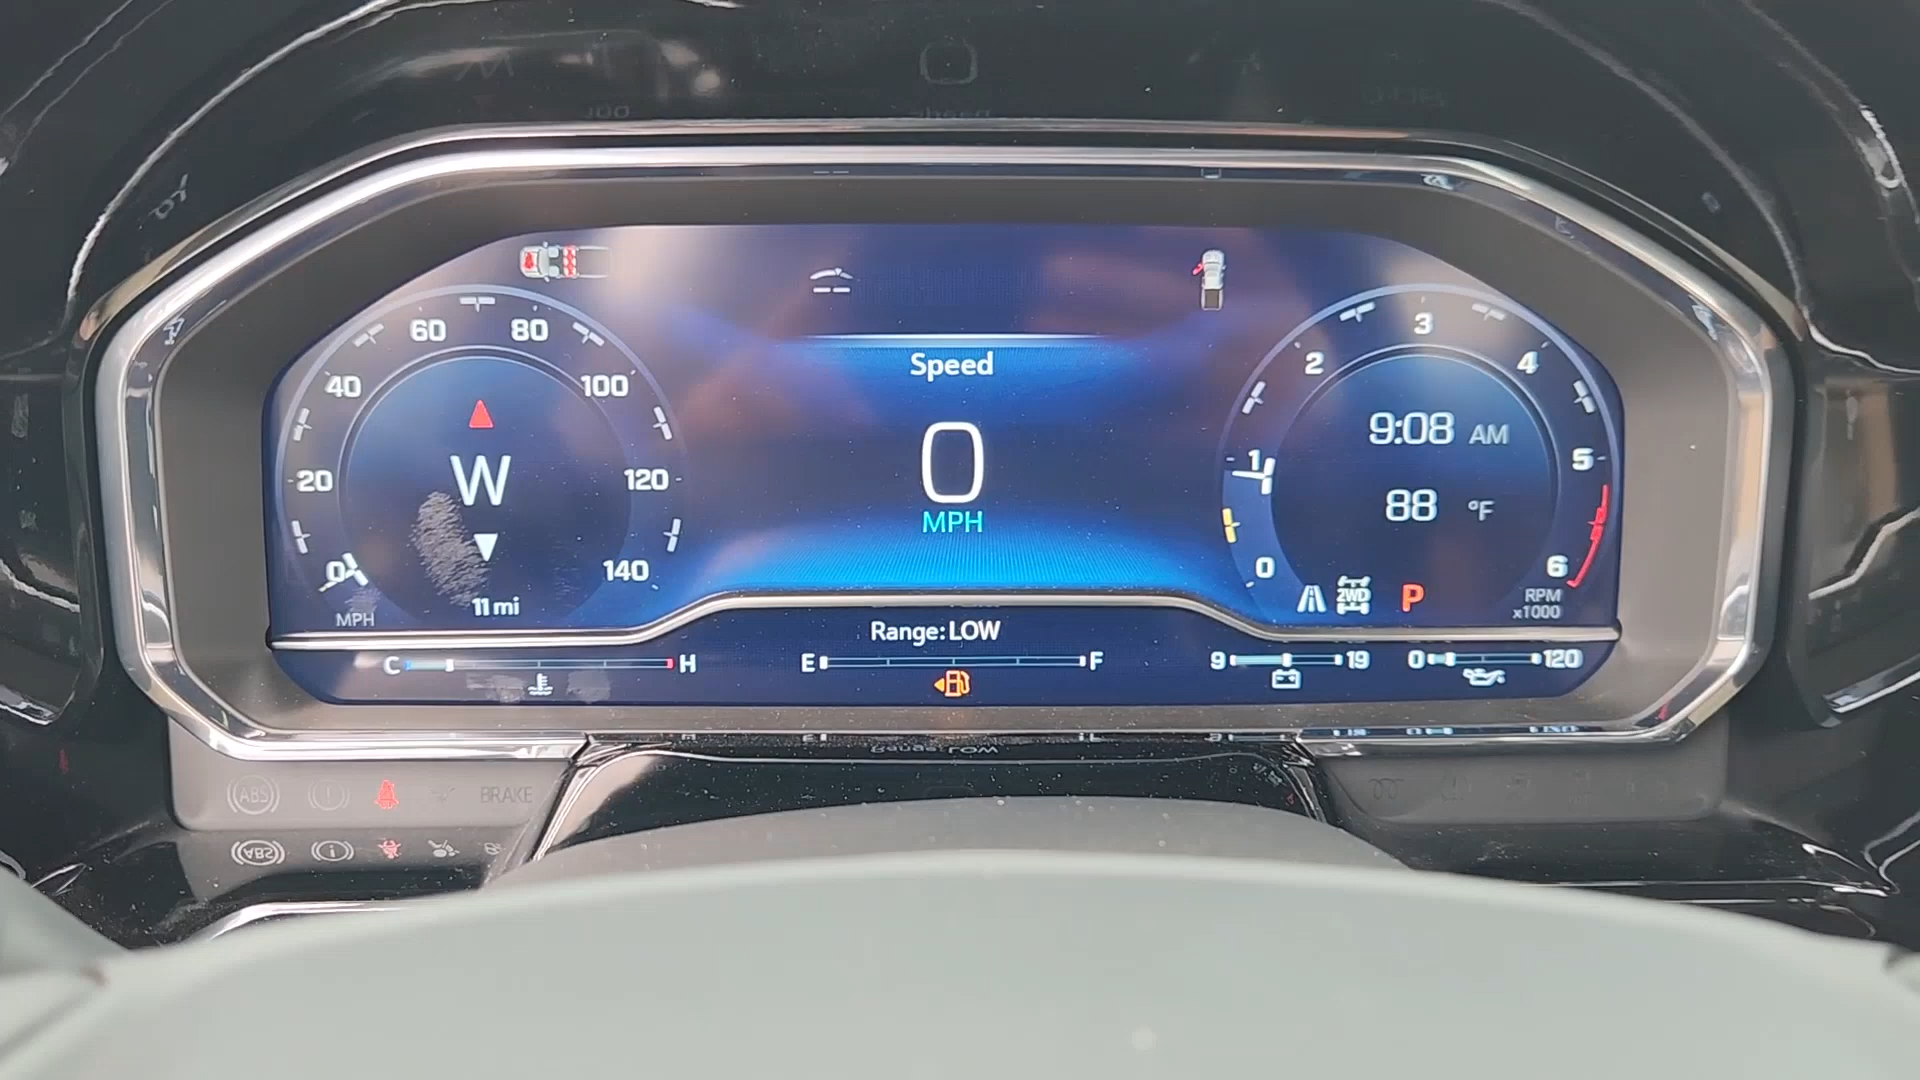 Speed
0
MPH
0
20
40
60
80
100
120
140
MPH
W
11 mi
0
1
2
3
4
5
6
RPM
x1000
9:08 AM
88 °F
2WD
P
Range: LOW
C H
E F
9 19
0 120
ABS
BRAKE